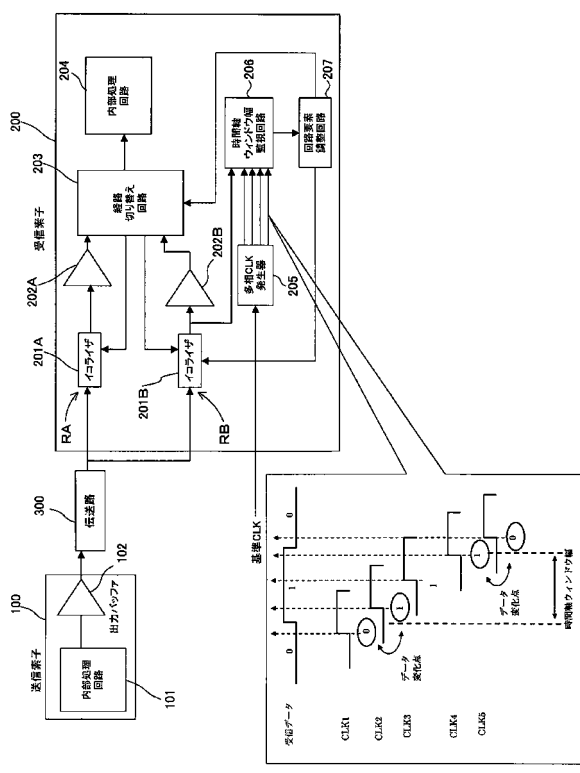 100
送信素子
内部処理
回路
101
102
出力バッファ
300
伝送路
200
受信素子
RA
201A
イコライザ
202A
203
経路
切り替え
回路
204
内部処理
回路
201B
イコライザ
RB
202B
基準CLK
多相CLK
発生器
205
206
時間軸
ウィンドウ幅
監視回路
207
回路要素
調整回路
受信データ
0
1
0
CLK1
CLK2
CLK3
CLK4
CLK5
0
1
1
1
0
データ
変化点
データ
変化点
時間軸ウィンドウ幅